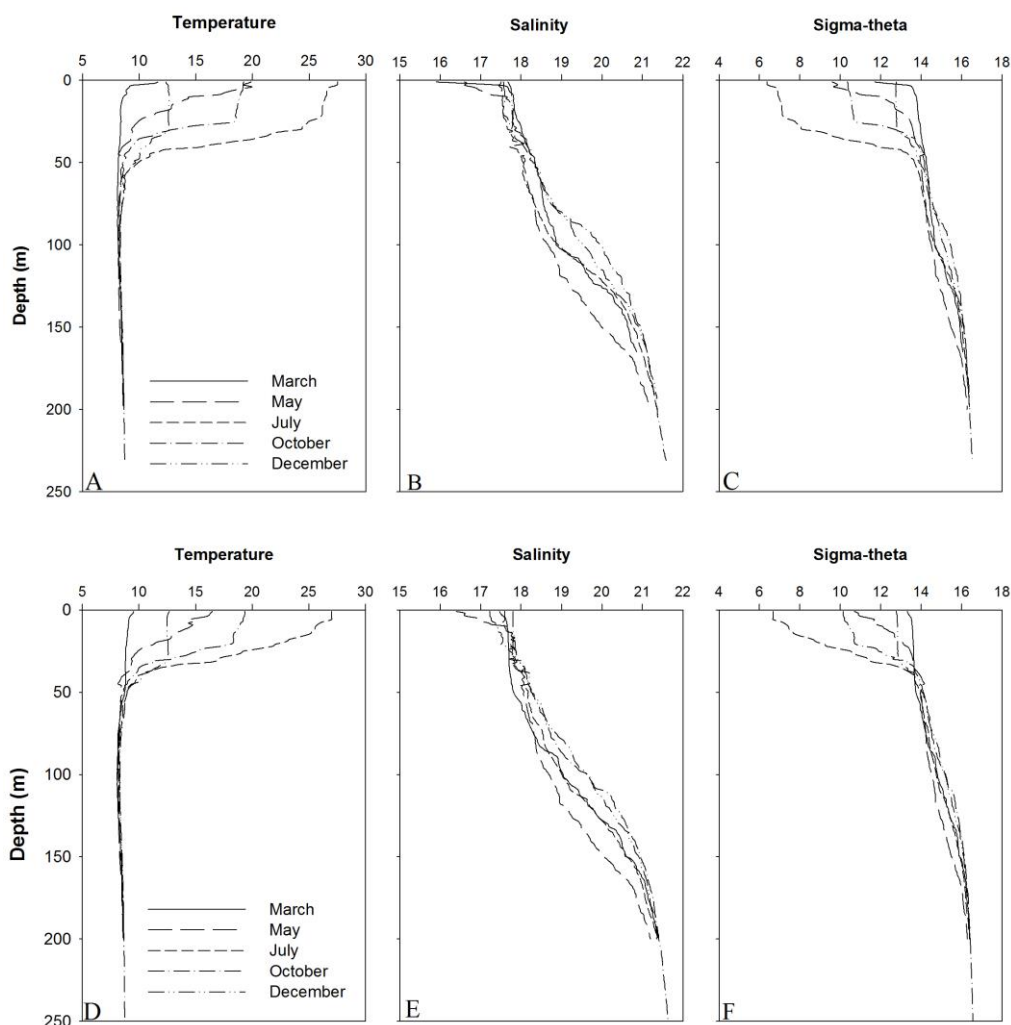 Temperature Salinity Sigma-theta
5 10 15 20 25 30 15 16 17 18 19 20 21 22 4 6 8 10 12 14 16 18
0
50
100
150
200
250
Depth (m)
March
May
July
October
December
A B C
Temperature Salinity Sigma-theta
5 10 15 20 25 30 15 16 17 18 19 20 21 22 4 6 8 10 12 14 16 18
0
50
100
150
200
250
Depth (m)
March
May
July
October
December
D E F